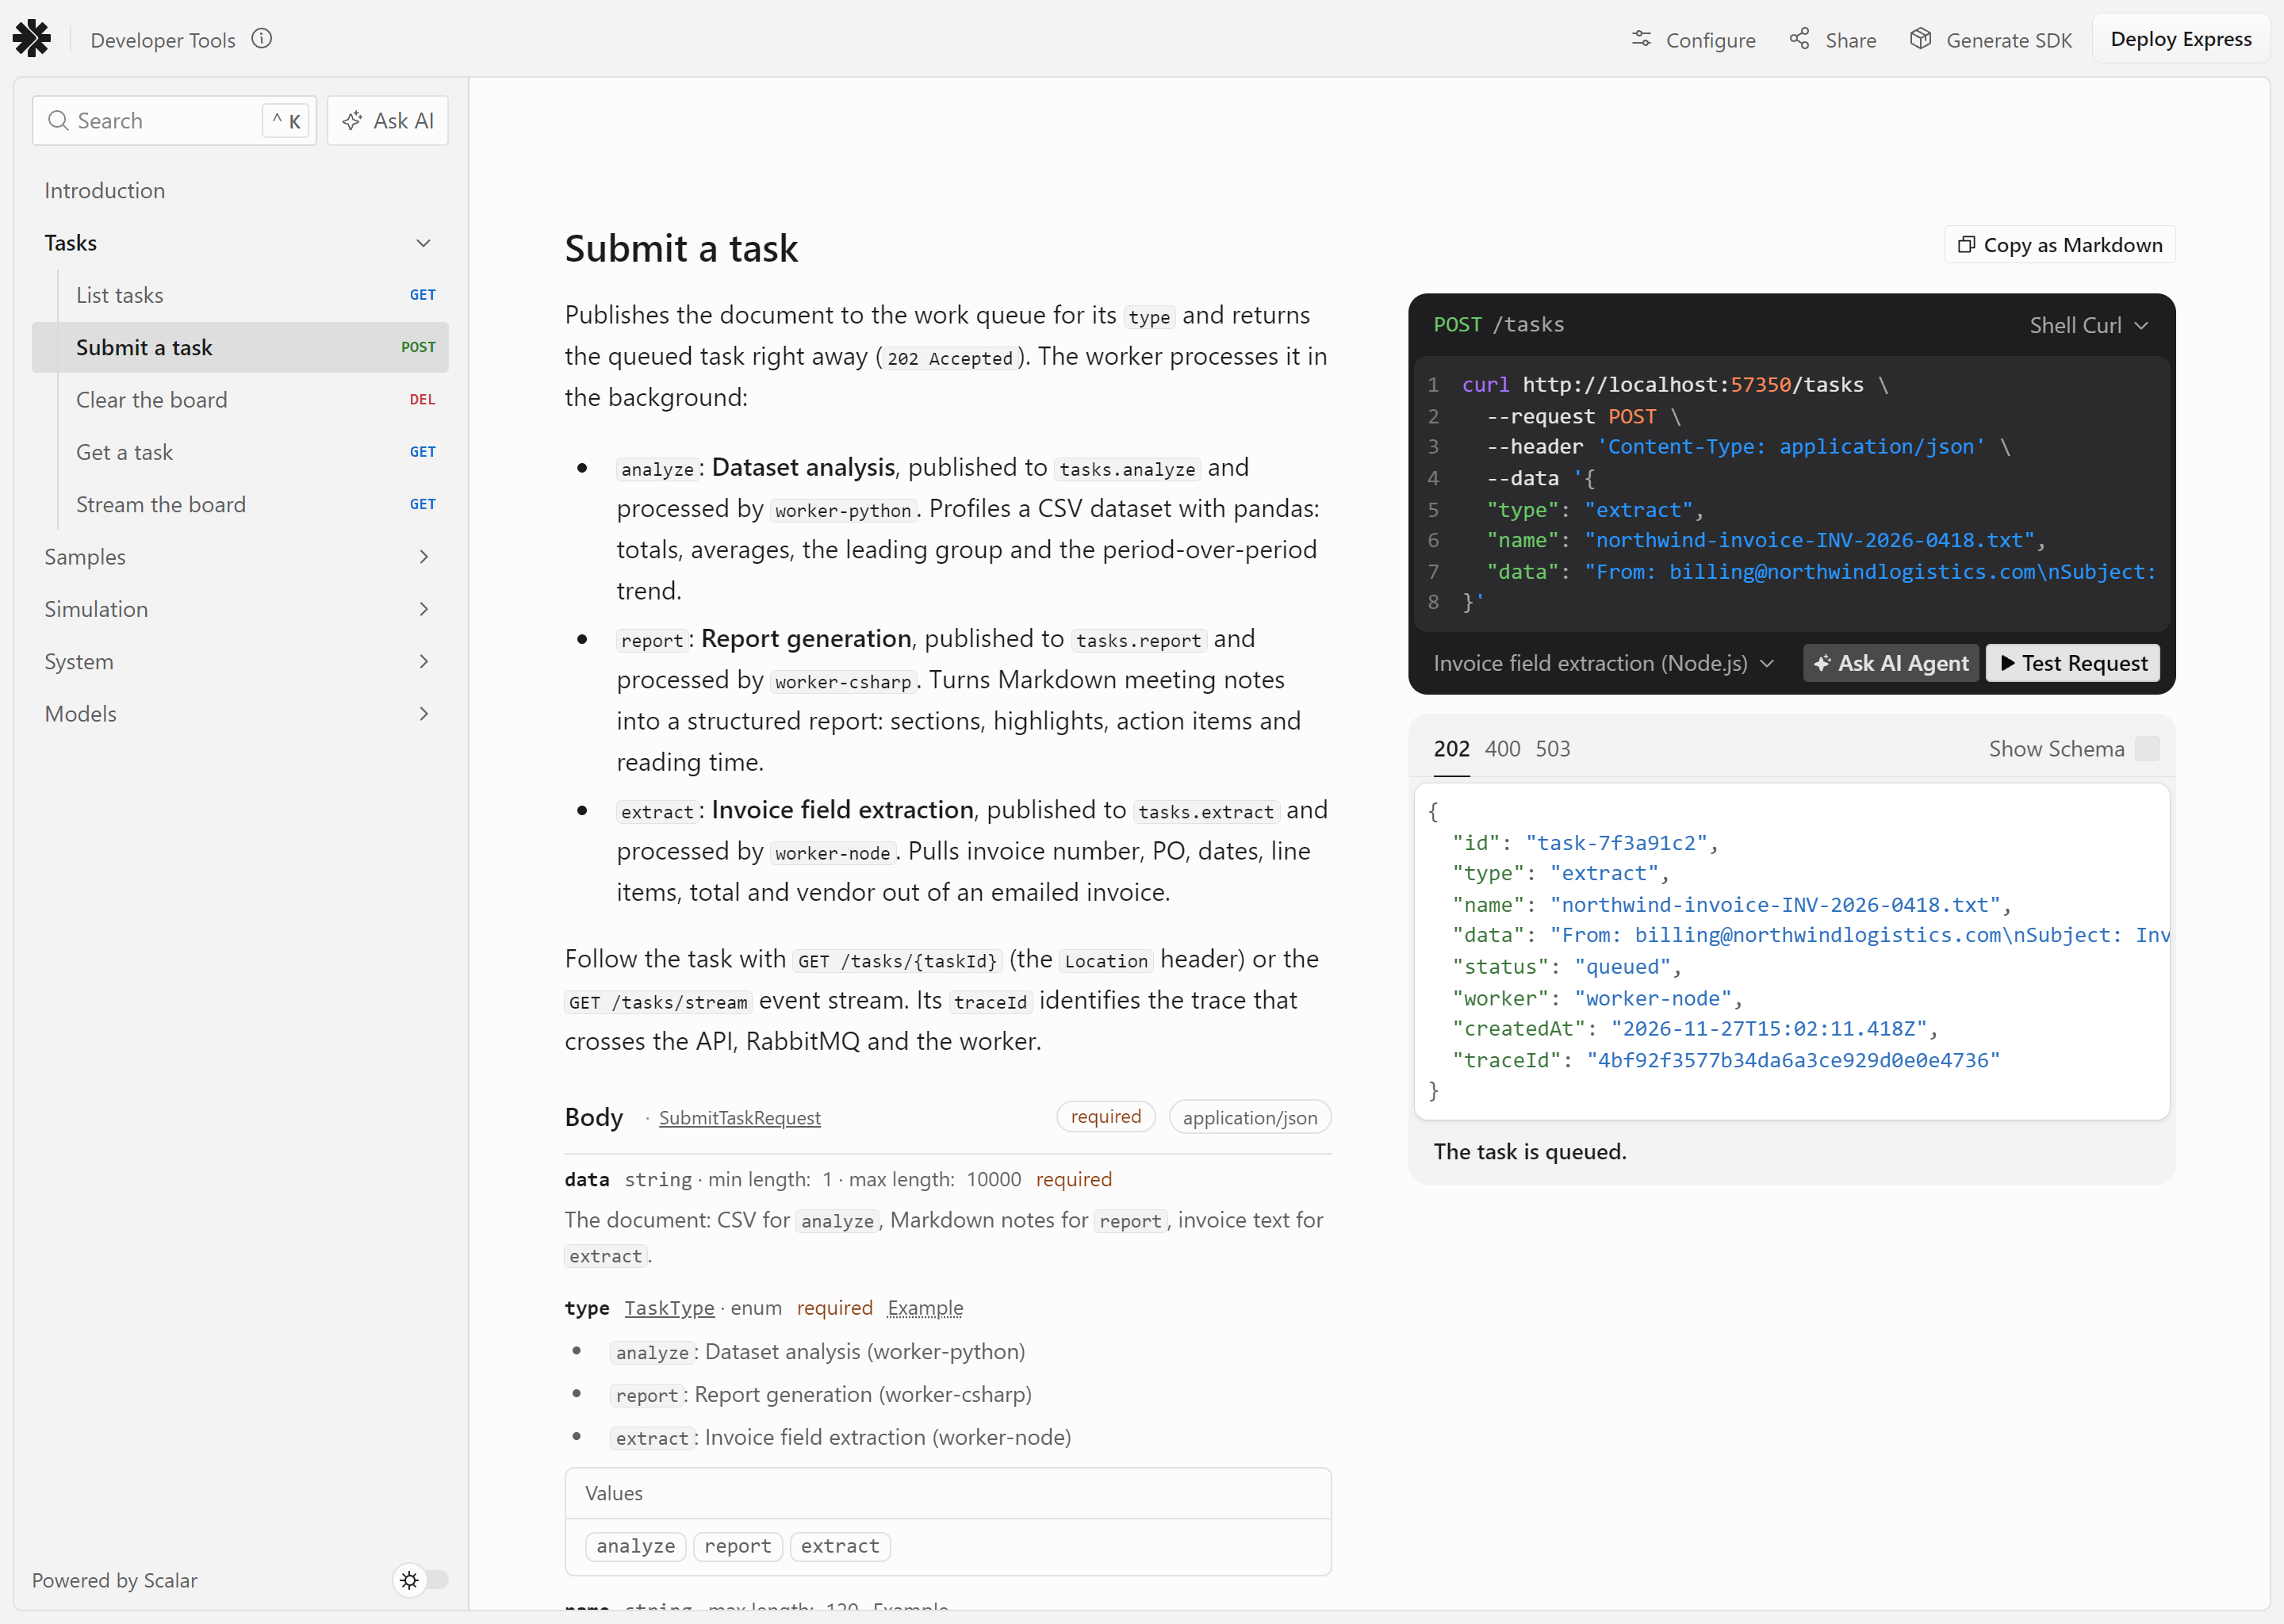 Developer Tools
Configure
Share
Generate SDK
Deploy Express
Search
^ K
Ask AI
Introduction
Tasks
List tasks GET
Submit a task POST
Clear the board DEL
Get a task GET
Stream the board GET
Samples
Simulation
System
Models
Powered by Scalar
Submit a task
Copy as Markdown
Publishes the document to the work queue for its type and returns
the queued task right away (202 Accepted). The worker processes it in
the background:
• analyze: Dataset analysis, published to tasks.analyze and
processed by worker-python. Profiles a CSV dataset with pandas:
totals, averages, the leading group and the period-over-period
trend.
• report: Report generation, published to tasks.report and
processed by worker-csharp. Turns Markdown meeting notes
into a structured report: sections, highlights, action items and
reading time.
• extract: Invoice field extraction, published to tasks.extract and
processed by worker-node. Pulls invoice number, PO, dates, line
items, total and vendor out of an emailed invoice.
Follow the task with GET /tasks/{taskId} (the Location header) or the
GET /tasks/stream event stream. Its traceId identifies the trace that
crosses the API, RabbitMQ and the worker.
Body · SubmitTaskRequest required application/json
data string · min length: 1 · max length: 10000 required
The document: CSV for analyze, Markdown notes for report, invoice text for
extract.
type TaskType · enum required Example
• analyze: Dataset analysis (worker-python)
• report: Report generation (worker-csharp)
• extract: Invoice field extraction (worker-node)
Values
analyze report extract
name string · max length: 120 Example
POST /tasks
Shell Curl
1 curl http://localhost:57350/tasks \
2 --request POST \
3 --header 'Content-Type: application/json' \
4 --data '{
5 "type": "extract",
6 "name": "northwind-invoice-INV-2026-0418.txt",
7 "data": "From: billing@northwindlogistics.com\nSubject:
8 }'
Invoice field extraction (Node.js)
Ask AI Agent
Test Request
202 400 503
Show Schema
{
"id": "task-7f3a91c2",
"type": "extract",
"name": "northwind-invoice-INV-2026-0418.txt",
"data": "From: billing@northwindlogistics.com\nSubject: Inv
"status": "queued",
"worker": "worker-node",
"createdAt": "2026-11-27T15:02:11.418Z",
"traceId": "4bf92f3577b34da6a3ce929d0e0e4736"
}
The task is queued.